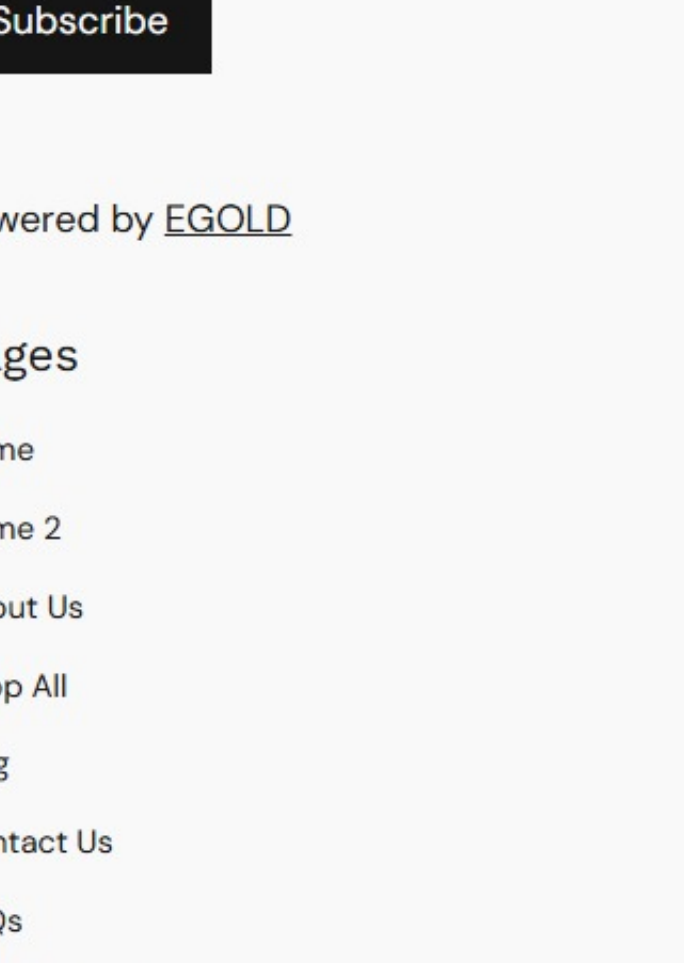 Subscribe
wered by EGOLD
ges
me
me 2
out Us
op All
g
ntact Us
Qs